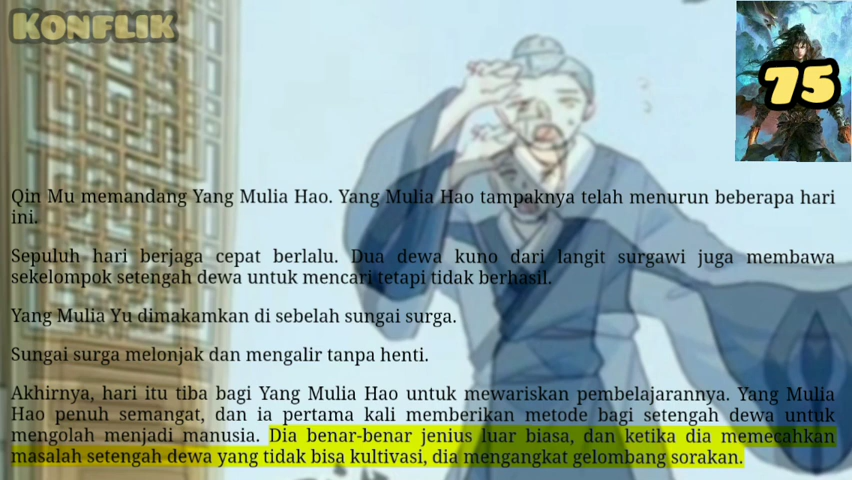 KONFLIK
75
Qin Mu memandang Yang Mulia Hao. Yang Mulia Hao tampaknya telah menurun beberapa hari
ini.
Sepuluh hari berjaga cepat berlalu. Dua dewa kuno dari langit surgawi juga membawa
sekelompok setengah dewa untuk mencari tetapi tidak berhasil.
Yang Mulia Yu dimakamkan di sebelah sungai surga.
Sungai surga melonjak dan mengalir tanpa henti.
Akhirnya, hari itu tiba bagi Yang Mulia Hao untuk mewariskan pembelajarannya. Yang Mulia
Hao penuh semangat, dan ia pertama kali memberikan metode bagi setengah dewa untuk
mengolah menjadi manusia. Dia benar-benar jenius luar biasa, dan ketika dia memecahkan
masalah setengah dewa yang tidak bisa kultivasi, dia mengangkat gelombang sorakan.